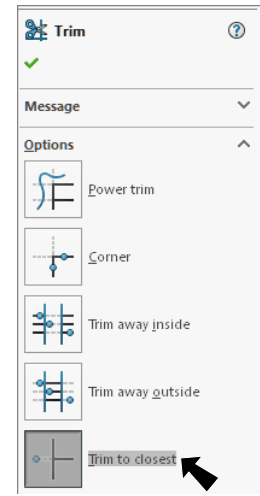 Trim
Message
Options
Power trim
Corner
Trim away inside
Trim away outside
Trim to closest